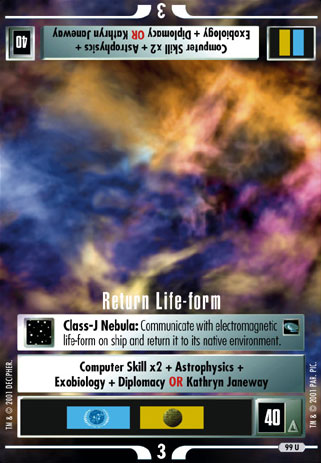 3
Computer Skill x2 + Astrophysics +
Exobiology + Diplomacy OR Kathryn Janeway
40
Return Life-form
Class-J Nebula: Communicate with electromagnetic
life-form on ship and return it to its native environment.
Computer Skill x2 + Astrophysics +
Exobiology + Diplomacy OR Kathryn Janeway
40
Δ
3
99 U
TM & © 2001 DECIPHER.
TM & © 2001 PAR. PIC.